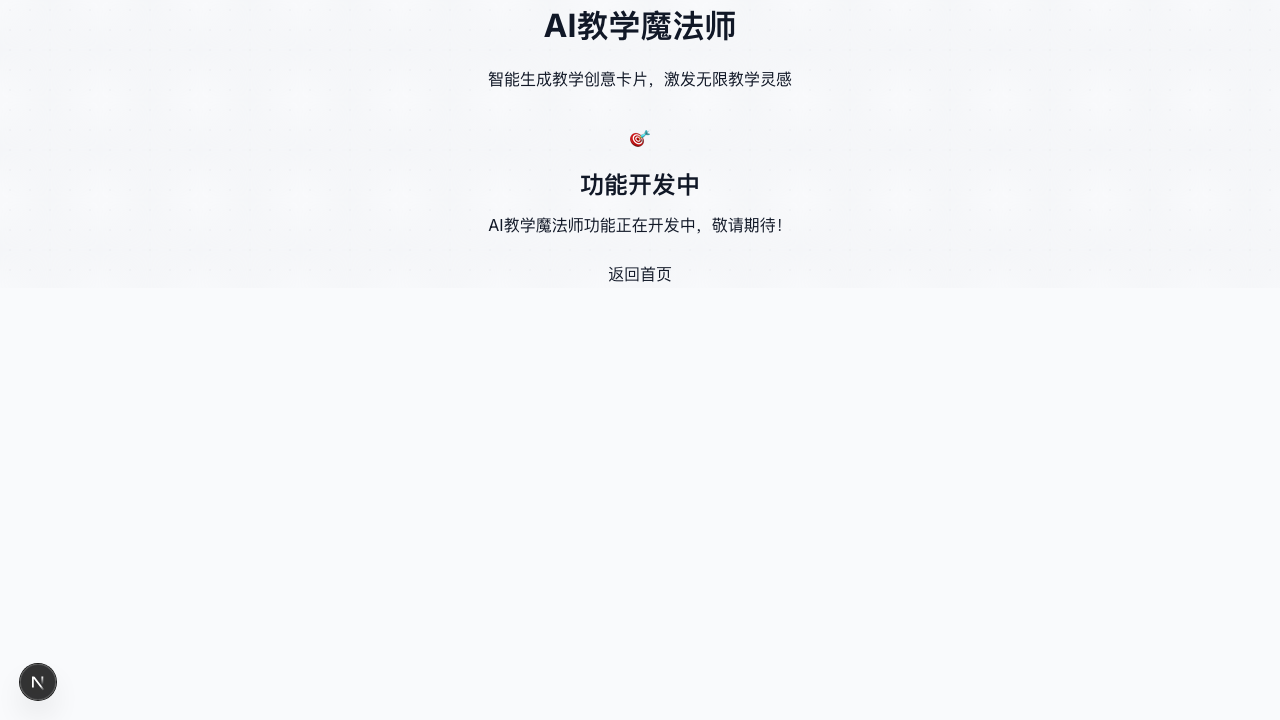 AI教学魔法师
智能生成教学创意卡片，激发无限教学灵感
功能开发中
AI教学魔法师功能正在开发中，敬请期待！
返回首页
N